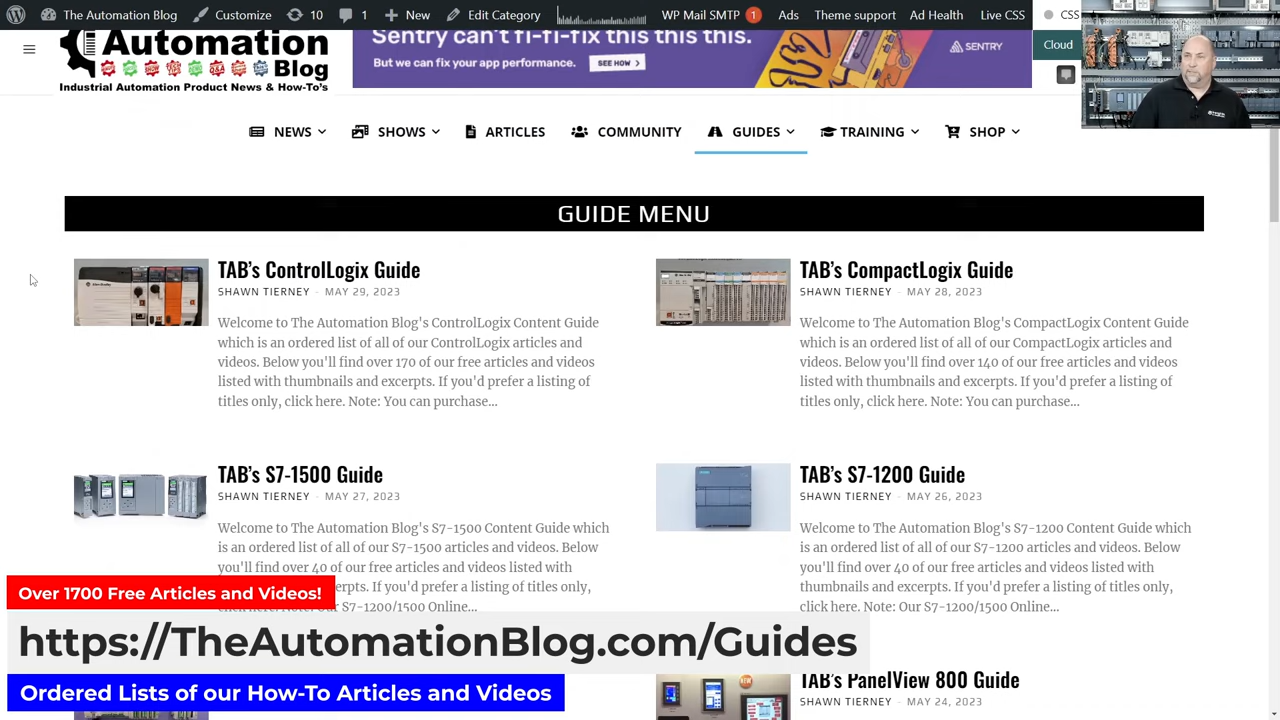 The Automation Blog Customize 10 1 New Edit Category WP Mail SMTP 1 Ads Theme support Ad Health Live CSS CSS
Automation
Blog
Industrial Automation Product News & How-To's
Sentry can't fi-fi-fix this this this.
But we can fix your app performance.
SEE HOW >
SENTRY
Cloud
NEWS SHOWS ARTICLES COMMUNITY GUIDES TRAINING SHOP
GUIDE MENU
TAB's ControlLogix Guide
SHAWN TIERNEY - MAY 29, 2023
Welcome to The Automation Blog's ControlLogix Content Guide
which is an ordered list of all of our ControlLogix articles and
videos. Below you'll find over 170 of our free articles and videos
listed with thumbnails and excerpts. If you'd prefer a listing of
titles only, click here. Note: You can purchase...
TAB's CompactLogix Guide
SHAWN TIERNEY - MAY 28, 2023
Welcome to The Automation Blog's CompactLogix Content Guide
which is an ordered list of all of our CompactLogix articles and
videos. Below you'll find over 140 of our free articles and videos
listed with thumbnails and excerpts. If you'd prefer a listing of
titles only, click here. Note: You can purchase...
TAB's S7-1500 Guide
SHAWN TIERNEY - MAY 27, 2023
Welcome to The Automation Blog's S7-1500 Content Guide which
is an ordered list of all of our S7-1500 articles and videos. Below
you'll find over 40 of our free articles and videos listed with
erpts. If you'd prefer a listing of titles only,
S7-1200/1500 Online...
TAB's S7-1200 Guide
SHAWN TIERNEY - MAY 26, 2023
Welcome to The Automation Blog's S7-1200 Content Guide which
is an ordered list of all of our S7-1200 articles and videos. Below
you'll find over 40 of our free articles and videos listed with
thumbnails and excerpts. If you'd prefer a listing of titles only,
click here. Note: Our S7-1200/1500 Online...
TAB's PanelView 800 Guide
SHAWN TIERNEY - MAY 24, 2023
Over 1700 Free Articles and Videos!
https://TheAutomationBlog.com/Guides
Ordered Lists of our How-To Articles and Videos